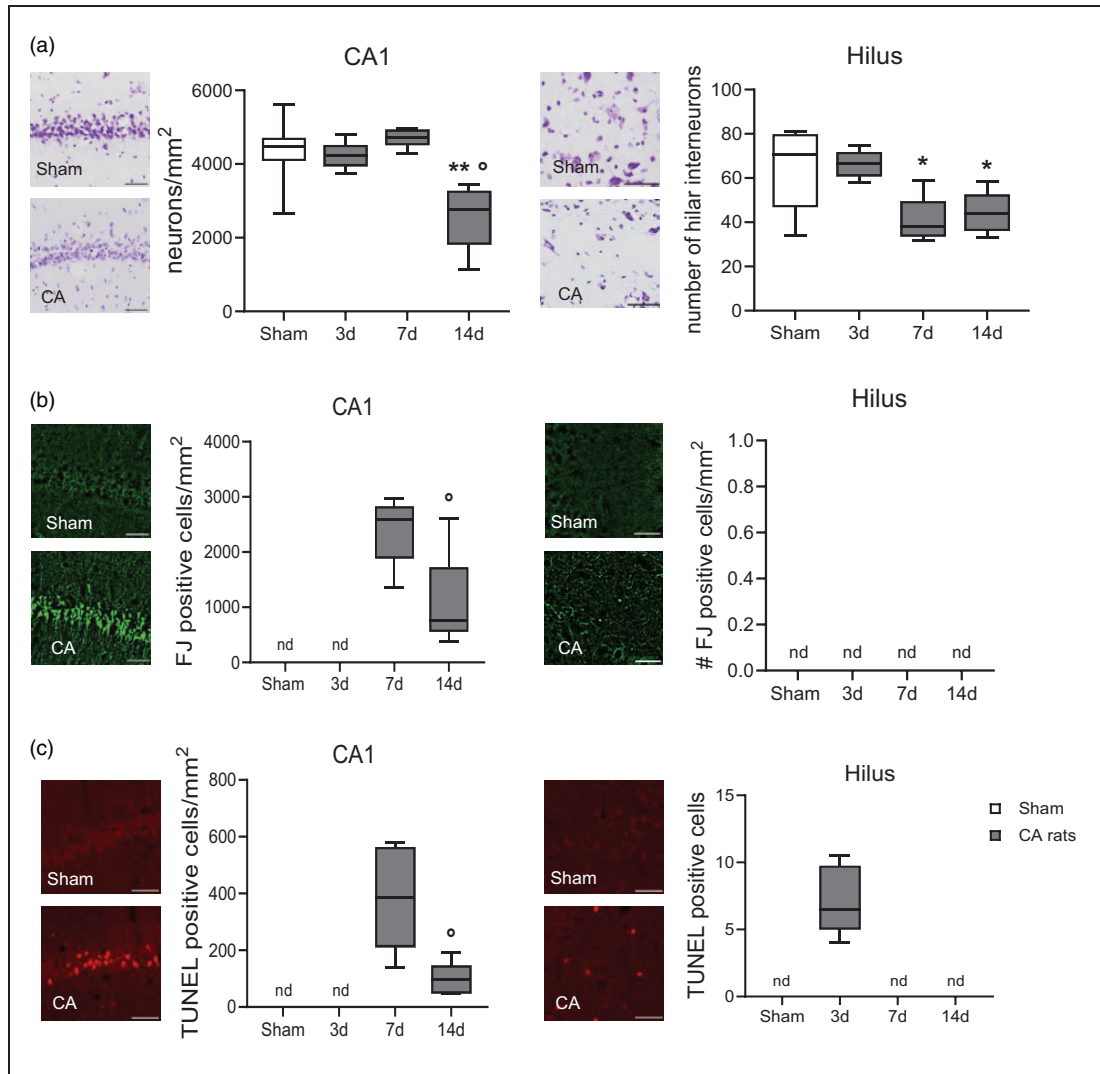 (a)
CA1
neurons/mm²
6000
4000
2000
0
Sham
CA
** °
Sham 3d 7d 14d
Hilus
number of hilar interneurons
100
80
60
40
20
0
Sham
CA
* *
Sham 3d 7d 14d
(b)
CA1
FJ positive cells/mm²
4000
3000
2000
1000
0
Sham
CA
°
nd nd
Sham 3d 7d 14d
Hilus
# FJ positive cells/mm²
1.0
0.8
0.6
0.4
0.2
0.0
Sham
CA
nd nd nd nd
Sham 3d 7d 14d
(c)
CA1
TUNEL positive cells/mm²
800
600
400
200
0
Sham
CA
°
nd nd
Sham 3d 7d 14d
Hilus
TUNEL positive cells
15
10
5
0
Sham
CA
nd nd nd
Sham 3d 7d 14d
Sham
CA rats